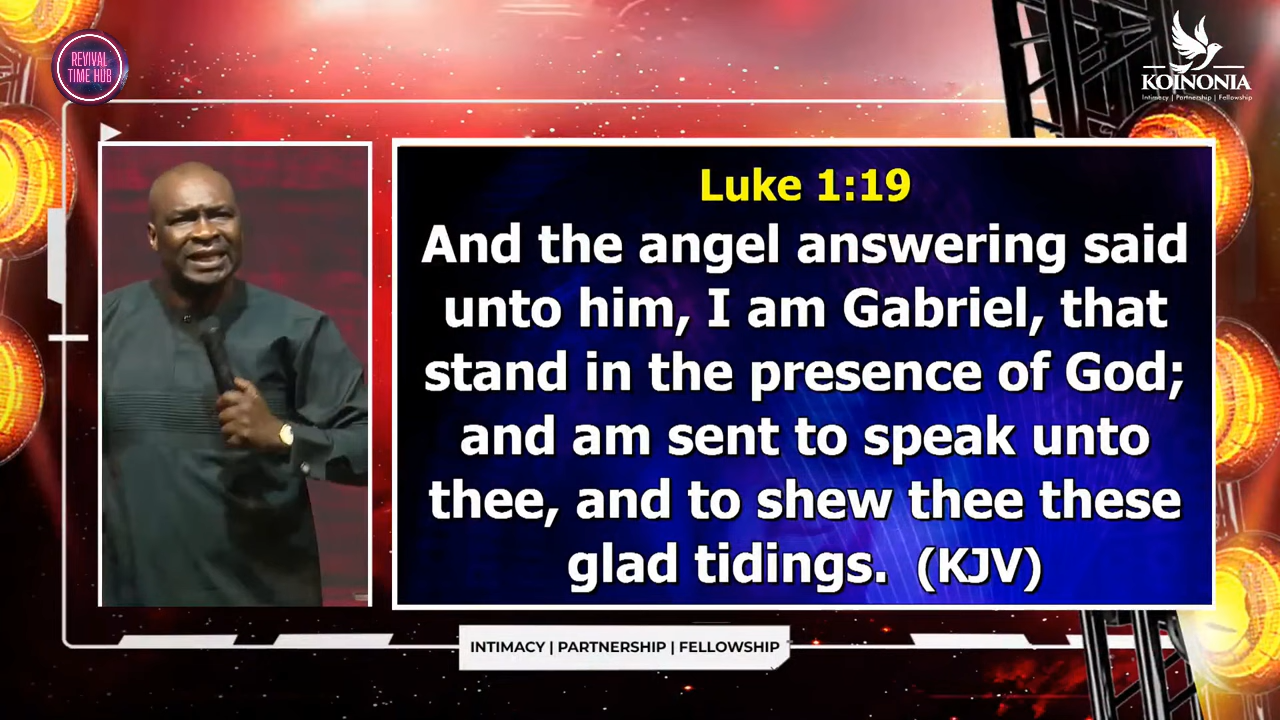 REVIVAL
TIME HUB
KOINONIA
Intimacy | Partnership | Fellowship
Luke 1:19
And the angel answering said
unto him, I am Gabriel, that
stand in the presence of God;
and am sent to speak unto
thee, and to shew thee these
glad tidings. (KJV)
INTIMACY | PARTNERSHIP | FELLOWSHIP